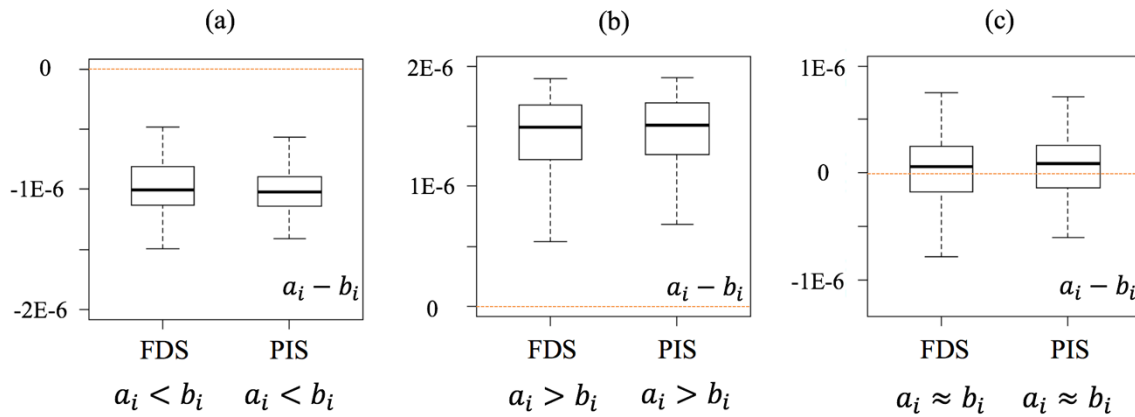 (a) (b) (c)
0
-1E-6
-2E-6
a_i − b_i
FDS PIS
a_i < b_i a_i < b_i
2E-6
1E-6
0
a_i − b_i
FDS PIS
a_i > b_i a_i > b_i
1E-6
0
-1E-6
a_i − b_i
FDS PIS
a_i ≈ b_i a_i ≈ b_i